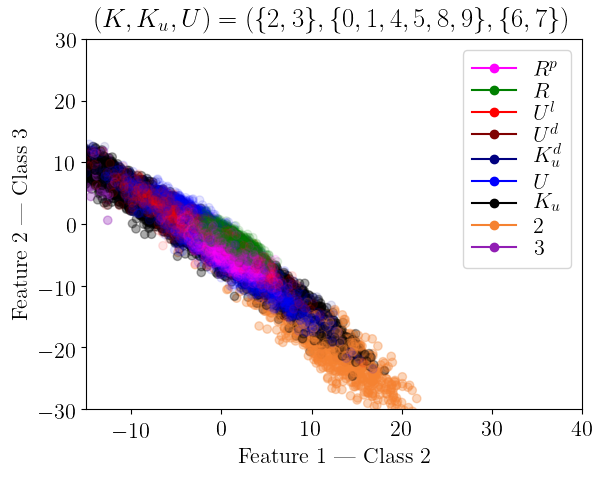 (K, K_u, U) = ({2, 3}, {0, 1, 4, 5, 8, 9}, {6, 7})
30
20
10
0
−10
−20
−30
−10
0
10
20
30
40
Feature 2 — Class 3
Feature 1 — Class 2
R^p
R
U^l
U^d
K_u^d
U
K_u
2
3